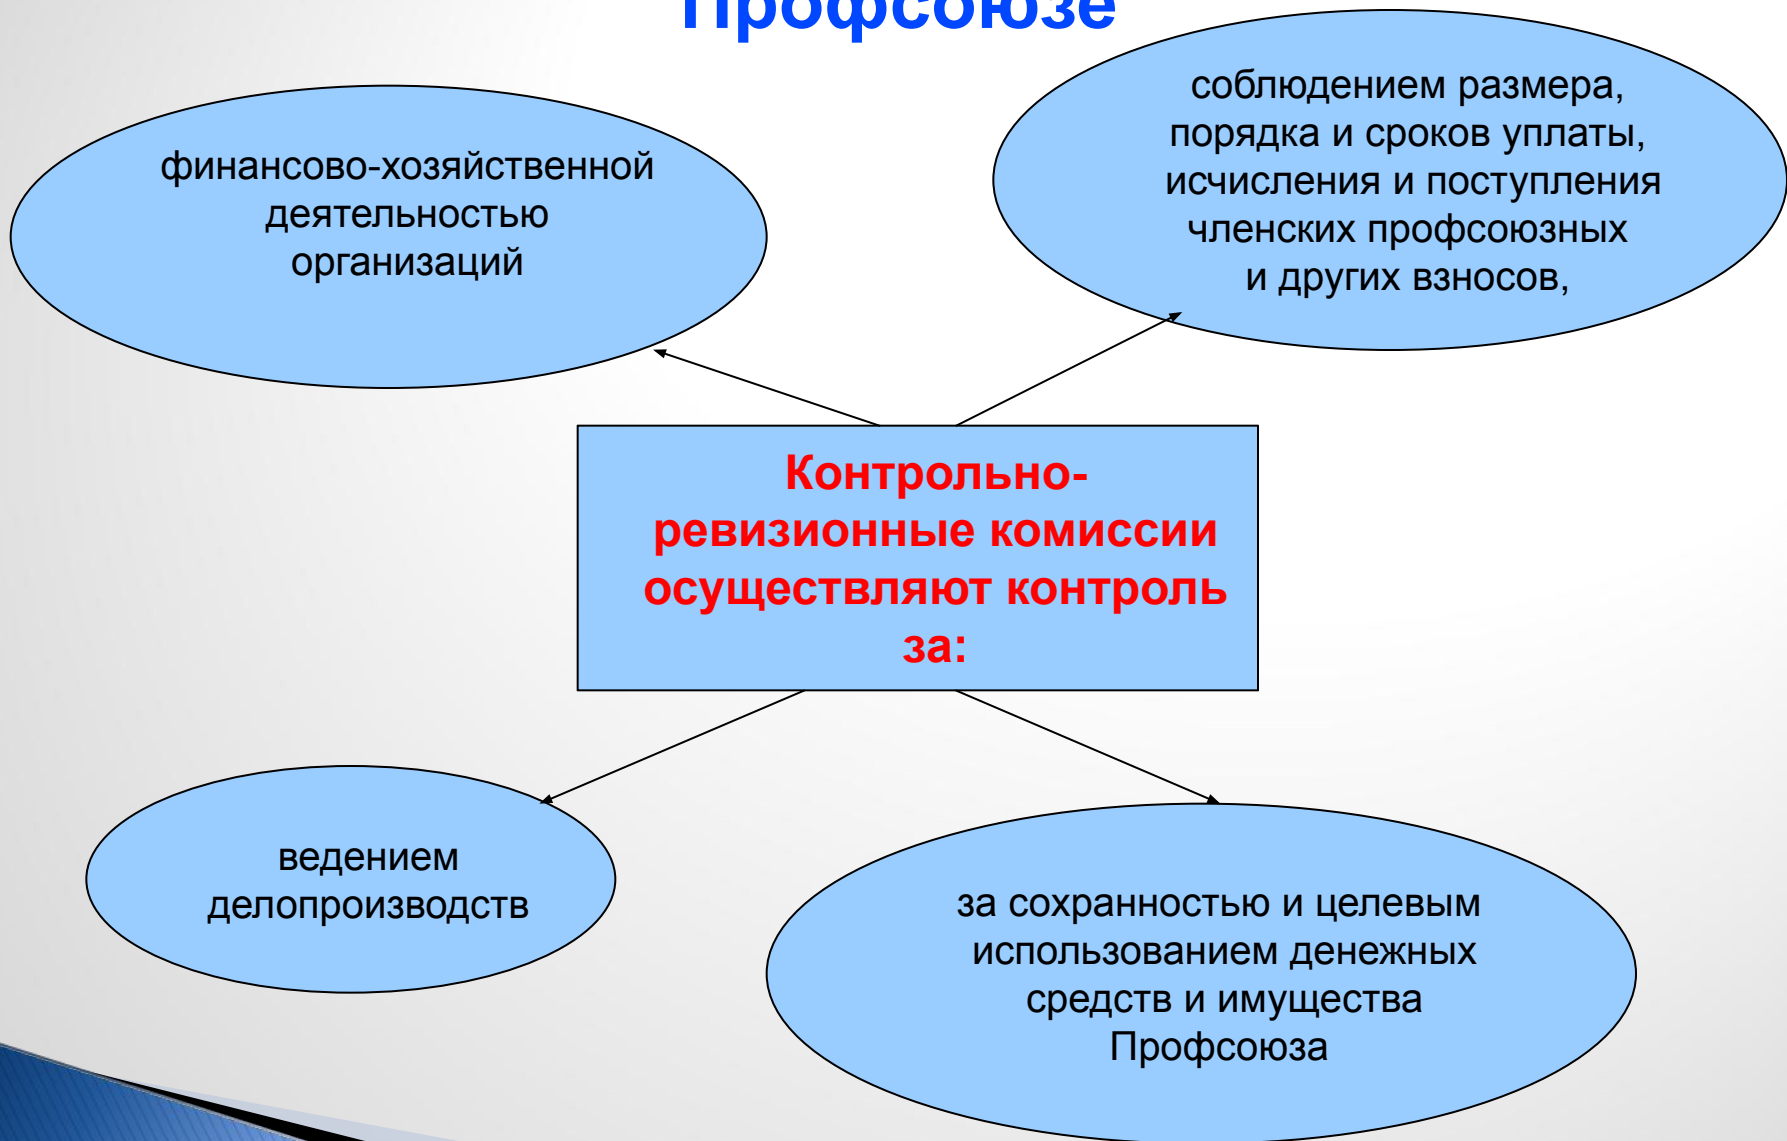 Профсоюзе
финансово-хозяйственной
деятельностью
организаций
соблюдением размера,
порядка и сроков уплаты,
исчисления и поступления
членских профсоюзных
и других взносов,
Контрольно-
ревизионные комиссии
осуществляют контроль
за:
ведением
делопроизводств
за сохранностью и целевым
использованием денежных
средств и имущества
Профсоюза